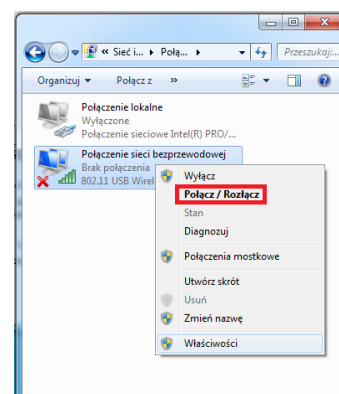 « Sieć i... Połą...
Przeszukaj:...
Organizuj Połącz z »
Połączenie lokalne
Wyłączone
Połączenie sieciowe Intel(R) PRO/...
Połączenie sieci bezprzewodowej
Brak połączenia
802.11 USB Wirel
Wyłącz
Połącz / Rozłącz
Stan
Diagnozuj
Połączenia mostkowe
Utwórz skrót
Usuń
Zmień nazwę
Właściwości